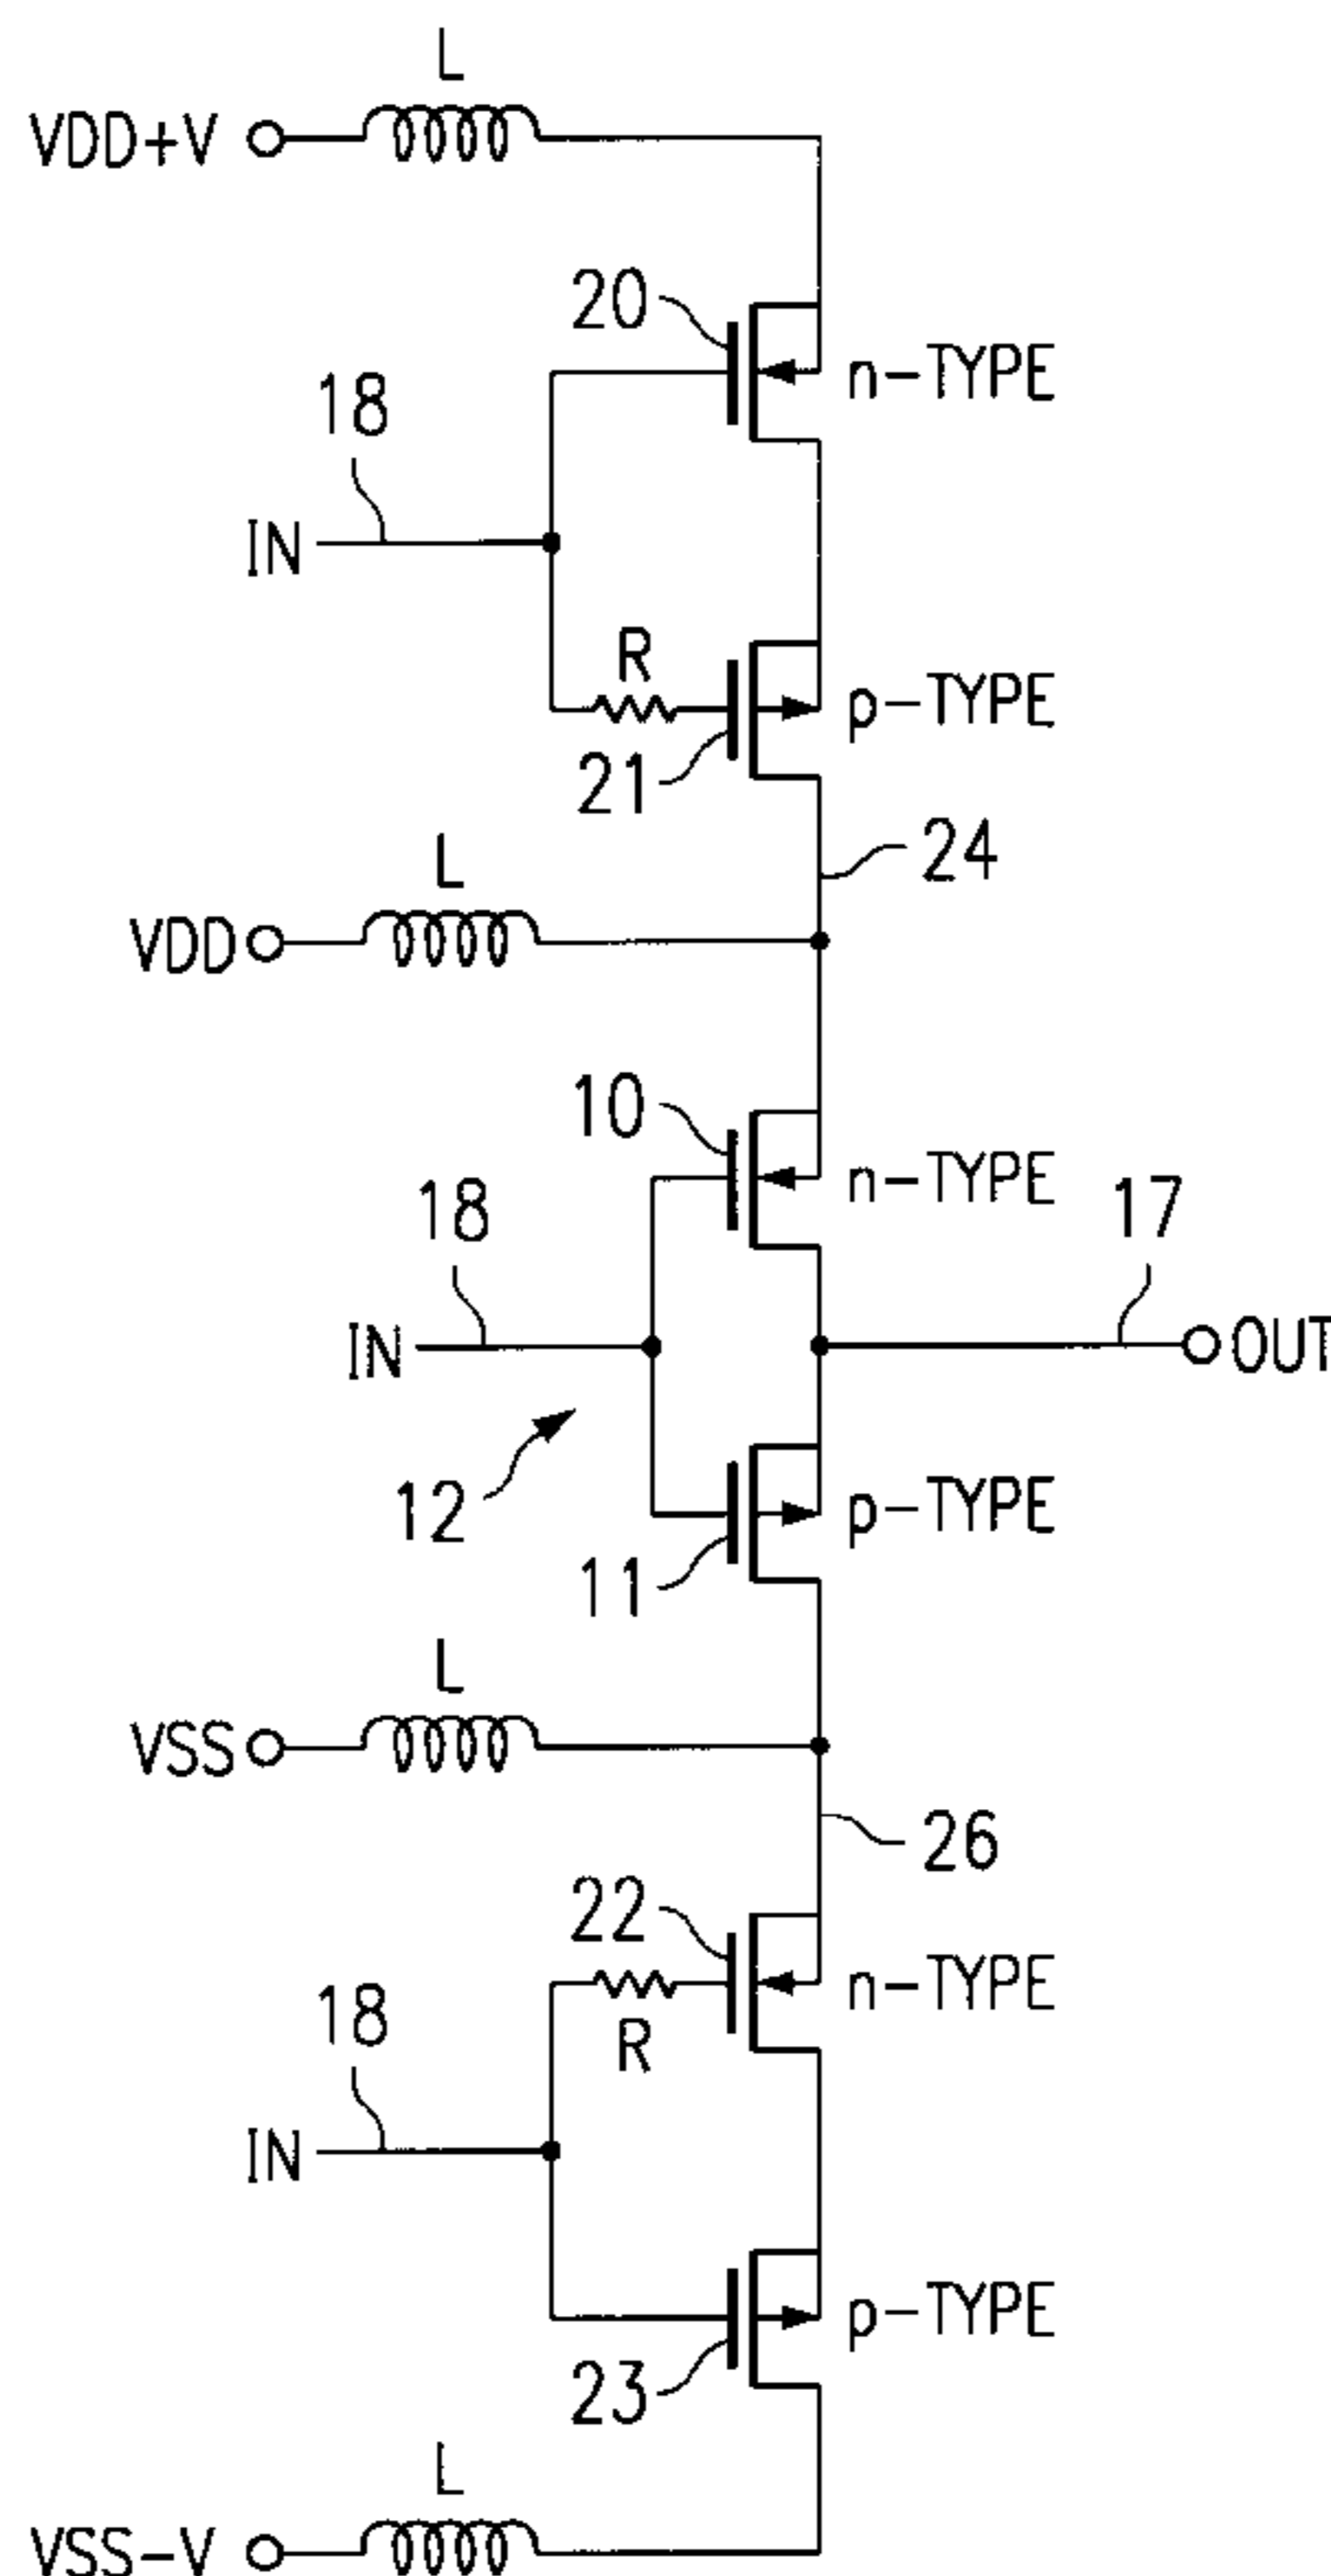 L
VDD+V
20
n-TYPE
18
IN
R
p-TYPE
21
24
L
VDD
10
n-TYPE
18
17
IN
OUT
12
p-TYPE
11
L
VSS
26
22
n-TYPE
18
R
IN
p-TYPE
23
L
VSS-V